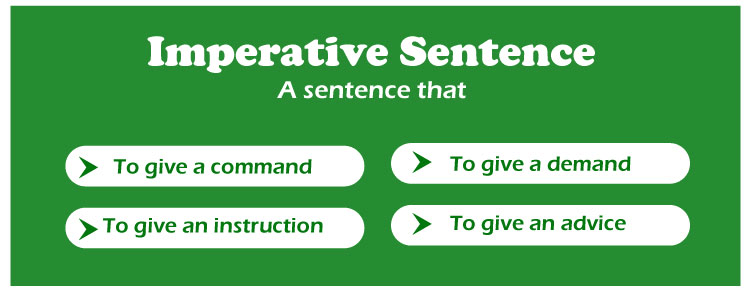 Imperative Sentence
A sentence that
To give a command
To give a demand
To give an instruction
To give an advice